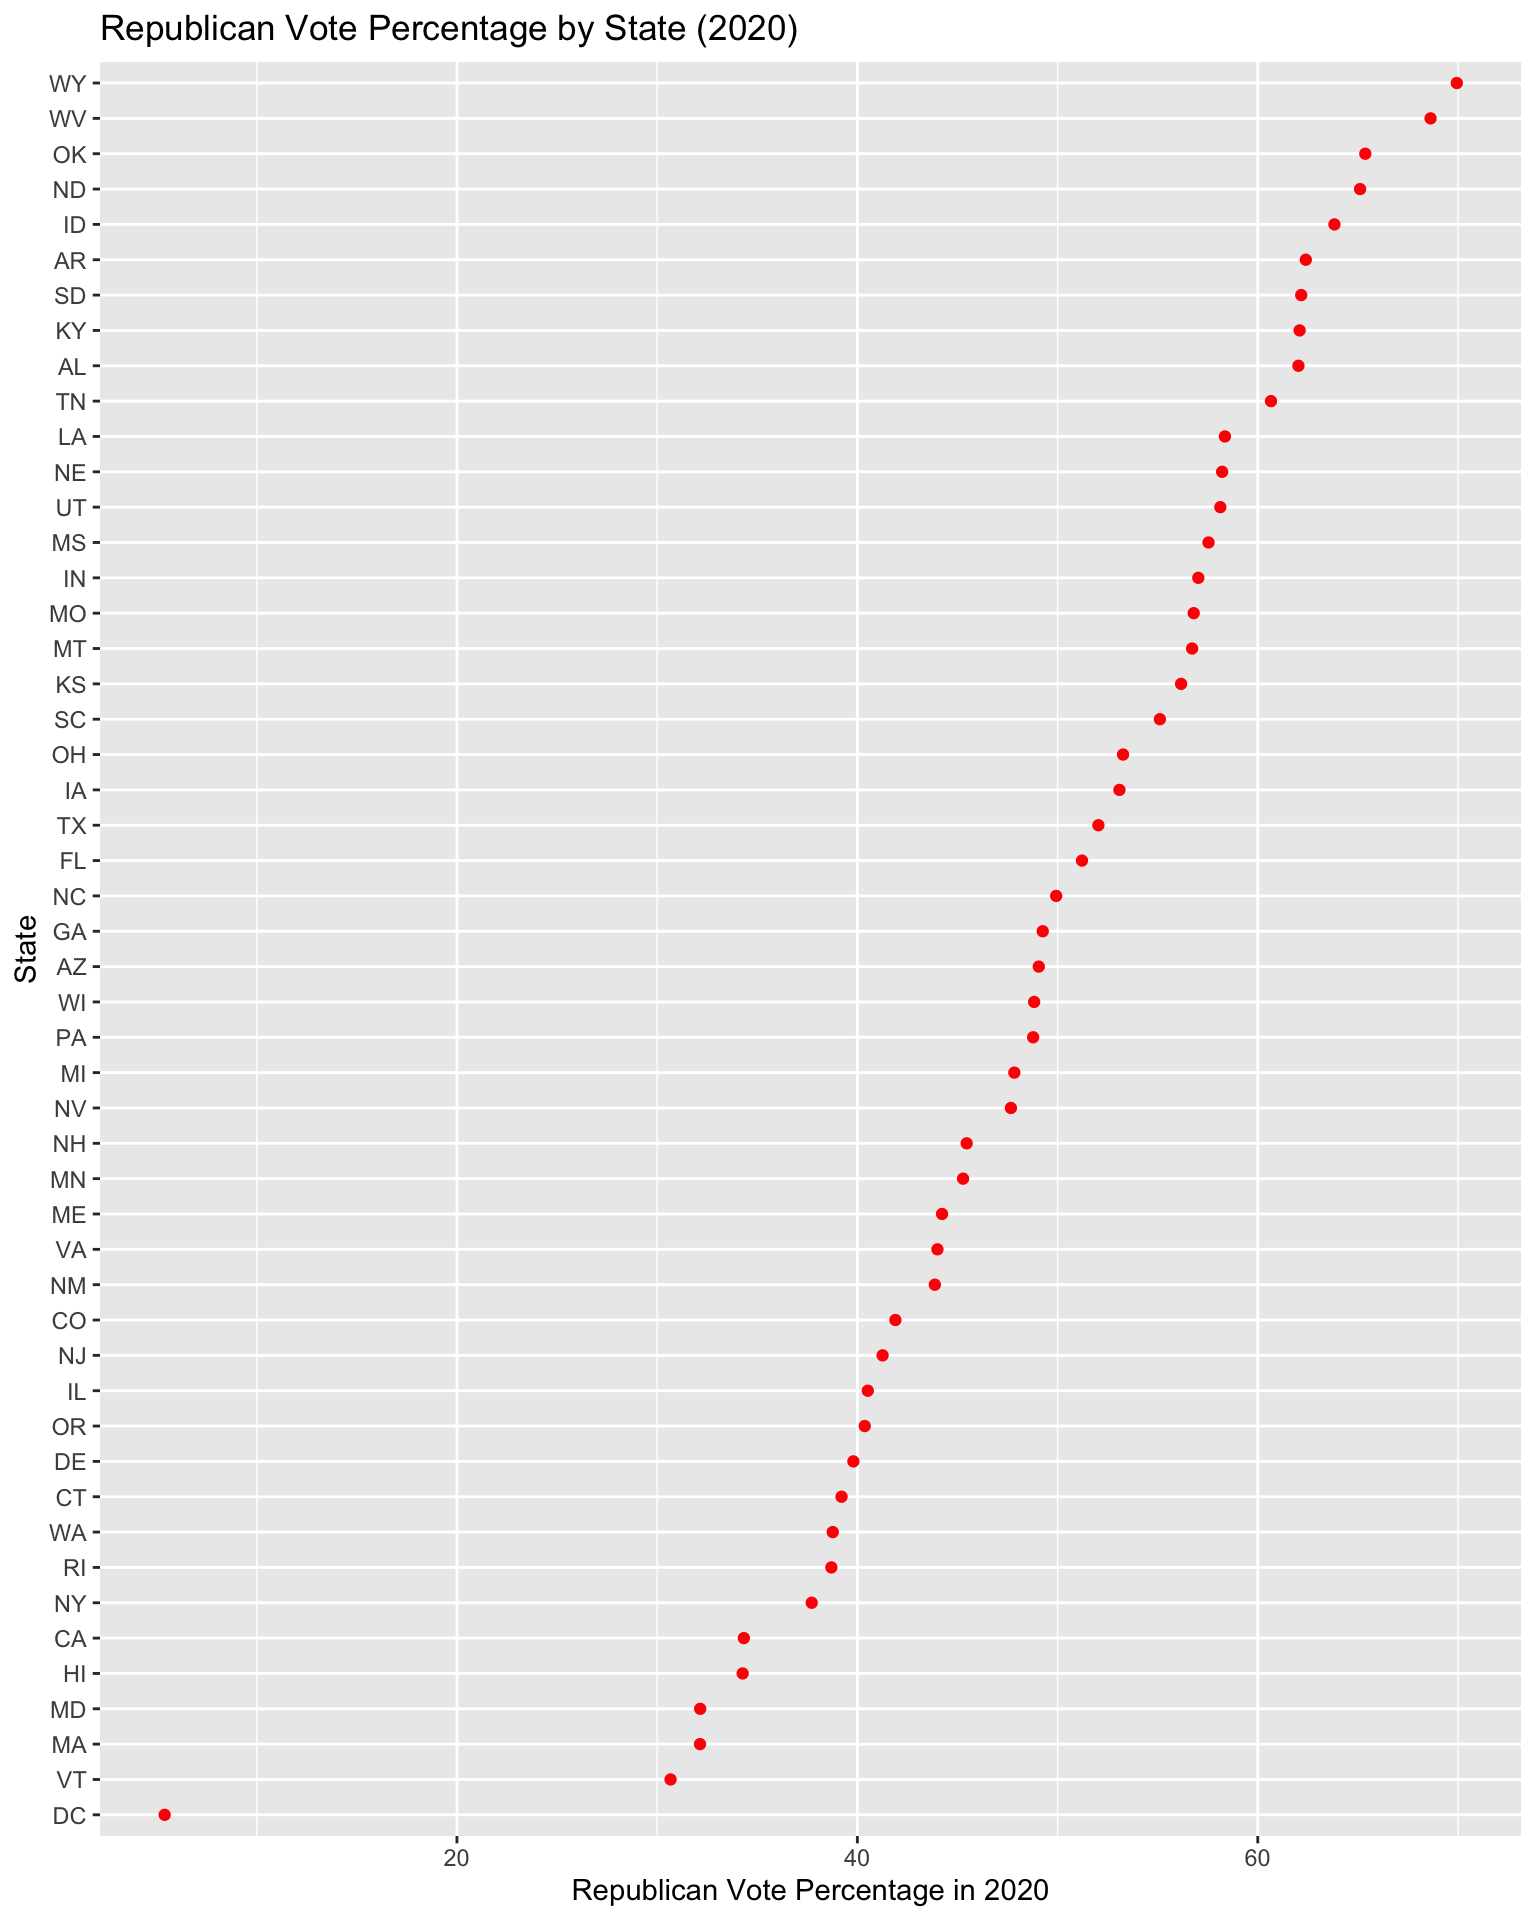 Republican Vote Percentage by State (2020)
WY
WV
OK
ND
ID
AR
SD
KY
AL
TN
LA
NE
UT
MS
IN
MO
MT
KS
SC
OH
IA
TX
FL
NC
GA
AZ
WI
PA
MI
NV
NH
MN
ME
VA
NM
CO
NJ
IL
OR
DE
CT
WA
RI
NY
CA
HI
MD
MA
VT
DC
State
20 40 60
Republican Vote Percentage in 2020